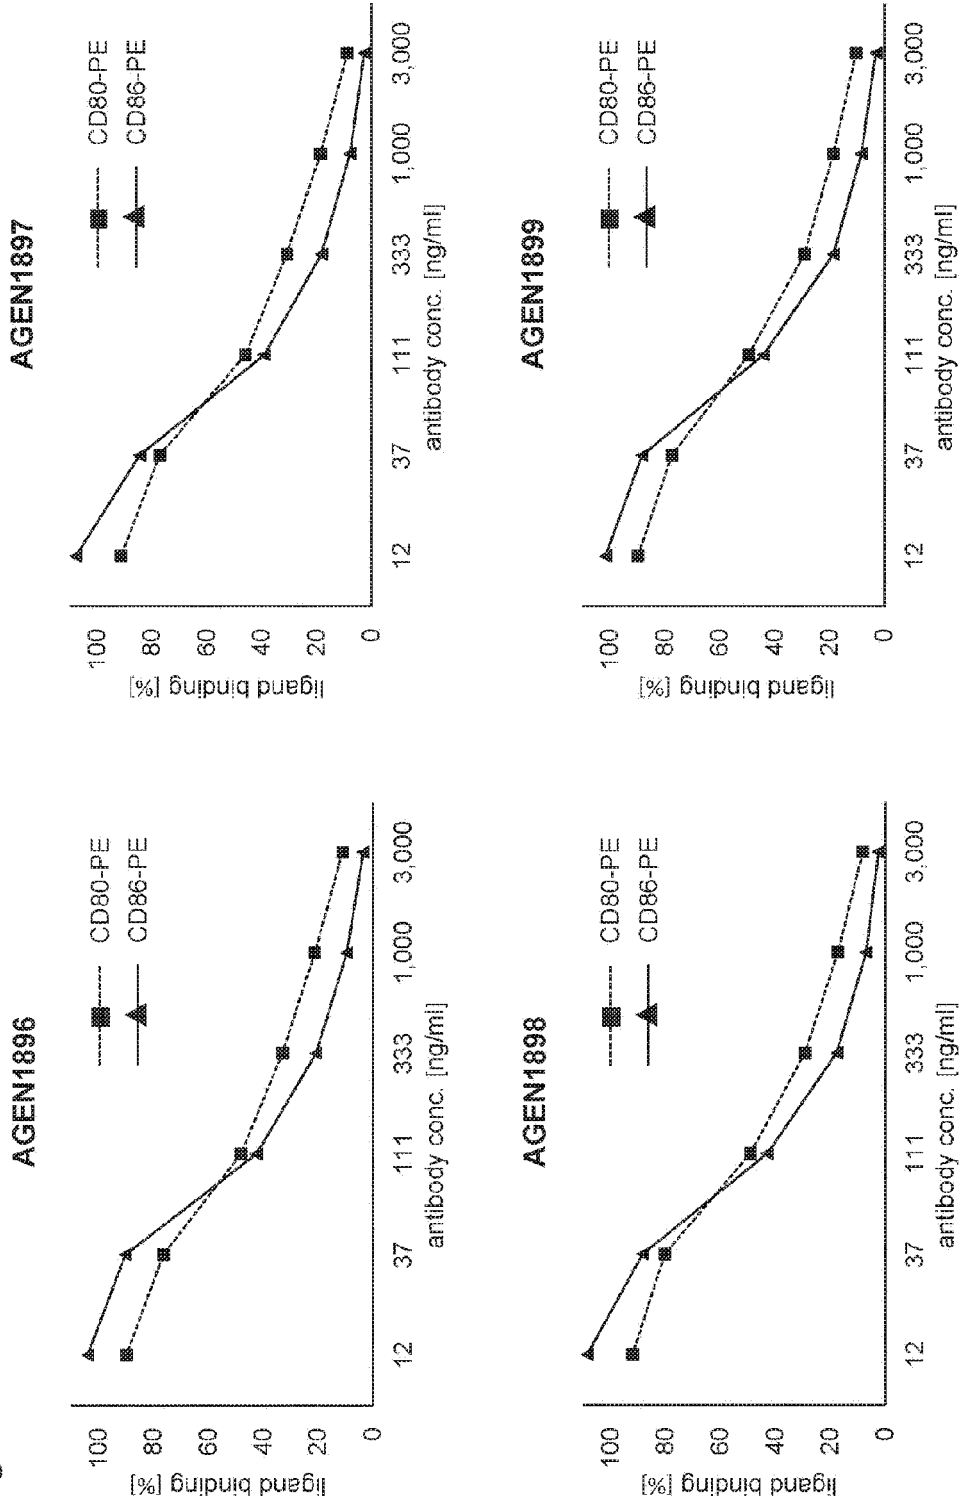 AGEN1896
100
80
60
40
20
0
ligand binding [%]
12 37 111 333 1,000 3,000
antibody conc. [ng/ml]
CD80-PE
CD86-PE
AGEN1897
100
80
60
40
20
0
ligand binding [%]
12 37 111 333 1,000 3,000
antibody conc. [ng/ml]
CD80-PE
CD86-PE
AGEN1898
100
80
60
40
20
0
ligand binding [%]
12 37 111 333 1,000 3,000
antibody conc. [ng/ml]
CD80-PE
CD86-PE
AGEN1899
100
80
60
40
20
0
ligand binding [%]
12 37 111 333 1,000 3,000
antibody conc. [ng/ml]
CD80-PE
CD86-PE